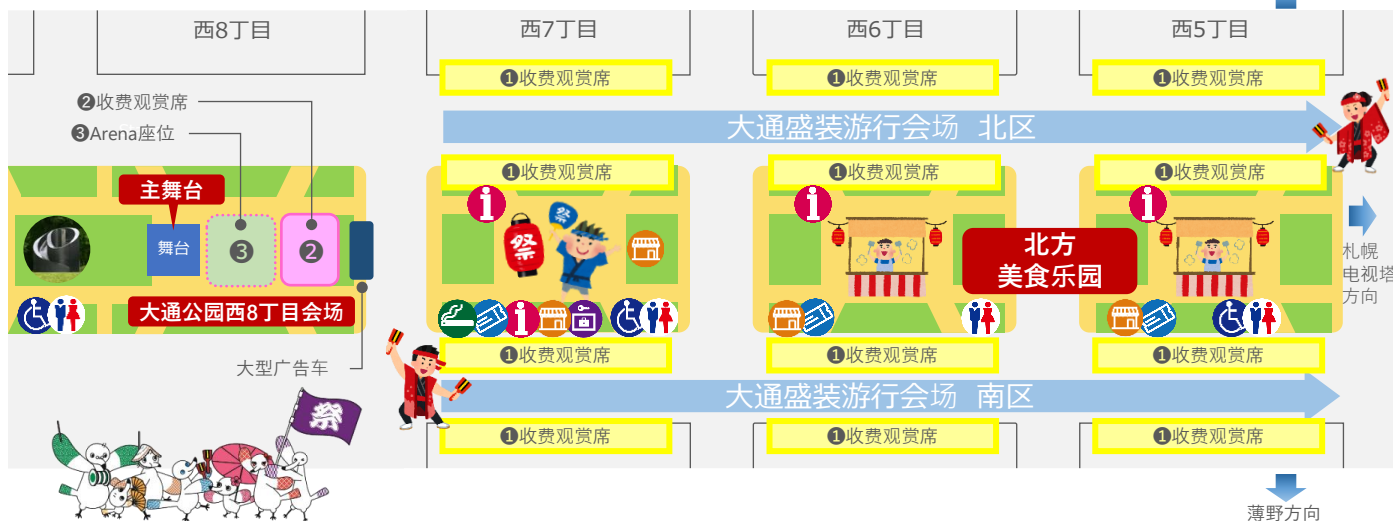 西8丁目
西7丁目
西6丁目
西5丁目
❶收费观赏席
❶收费观赏席
❶收费观赏席
❷收费观赏席
❸Arena座位
大通盛装游行会场 北区
❶收费观赏席
❶收费观赏席
❶收费观赏席
主舞台
舞台
❸
❷
祭
祭
北方
美食乐园
札幌
电视塔
方向
大通公园西8丁目会场
大型广告车
❶收费观赏席
❶收费观赏席
❶收费观赏席
大通盛装游行会场 南区
祭
❶收费观赏席
❶收费观赏席
❶收费观赏席
薄野方向